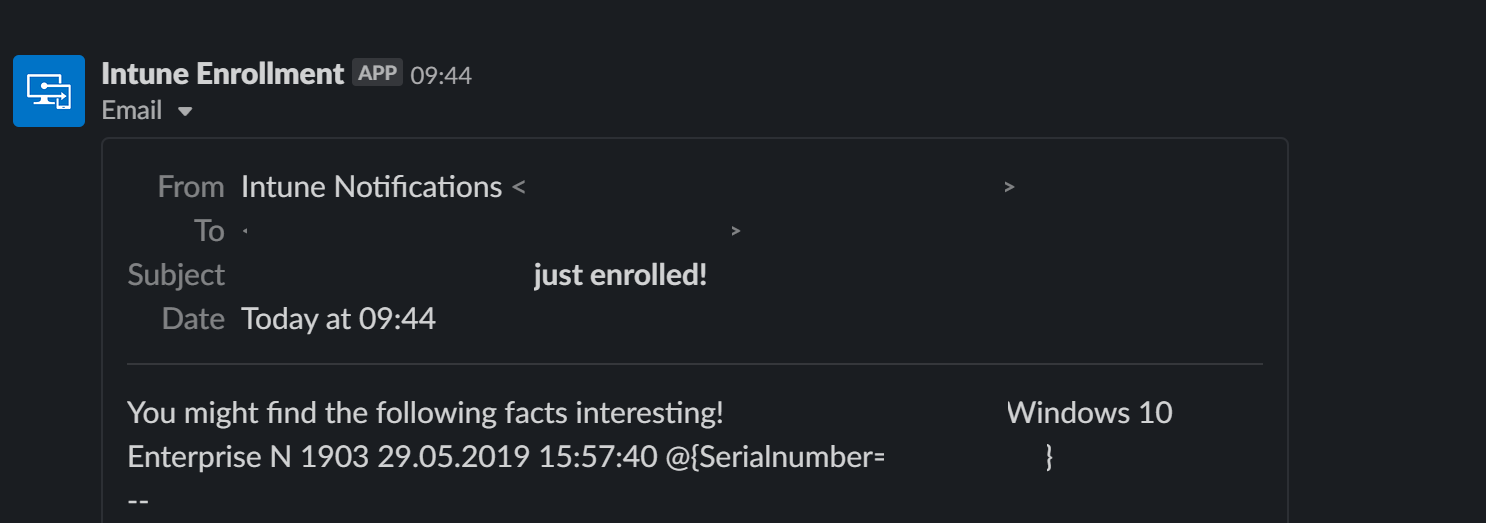 Intune Enrollment APP 09:44
Email
From Intune Notifications < >
To < >
Subject just enrolled!
Date Today at 09:44
You might find the following facts interesting! Windows 10
Enterprise N 1903 29.05.2019 15:57:40 @{Serialnumber= }
--